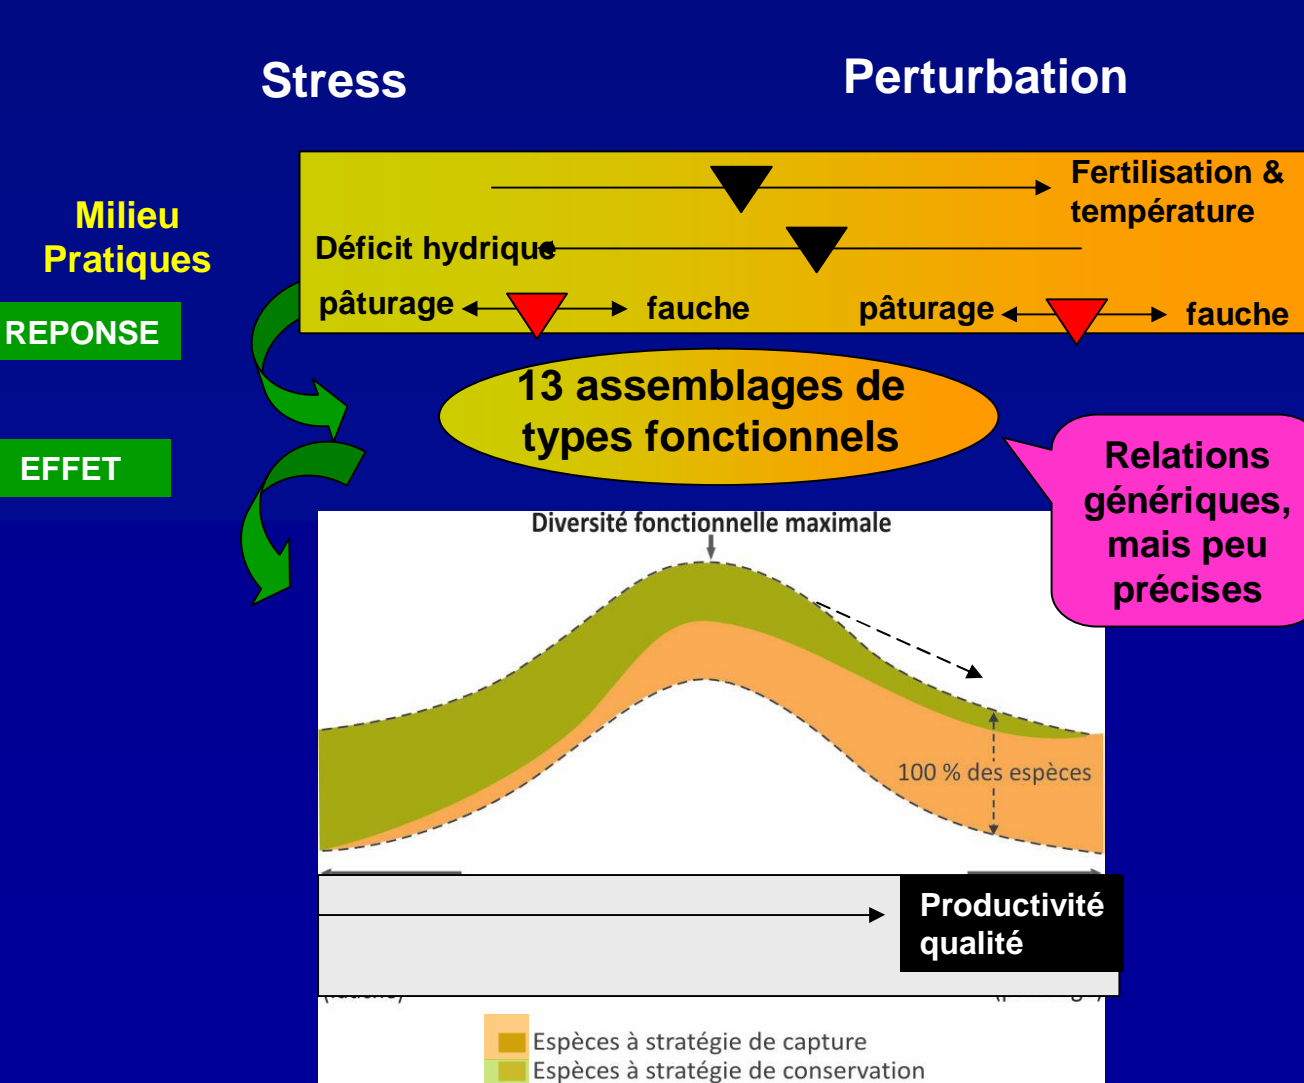 Stress
Perturbation
Milieu
Pratiques
Fertilisation &
température
Déficit hydrique
pâturage
fauche
pâturage
fauche
REPONSE
13 assemblages de
types fonctionnels
EFFET
Relations
génériques,
mais peu
précises
Diversité fonctionnelle maximale
100 % des espèces
Productivité
qualité
Espèces à stratégie de capture
Espèces à stratégie de conservation